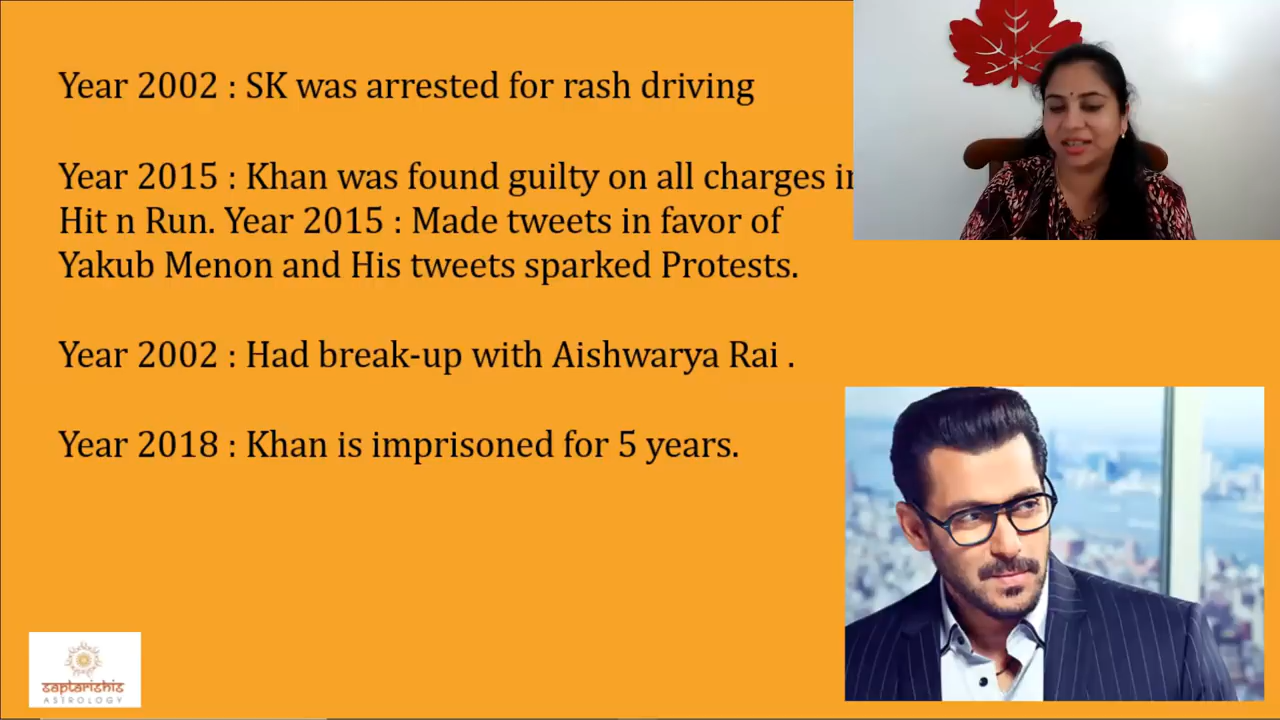 Year 2002 : SK was arrested for rash driving
Year 2015 : Khan was found guilty on all charges in
Hit n Run. Year 2015 : Made tweets in favor of
Yakub Menon and His tweets sparked Protests.
Year 2002 : Had break-up with Aishwarya Rai .
Year 2018 : Khan is imprisoned for 5 years.
saptarishis
ASTROLOGY